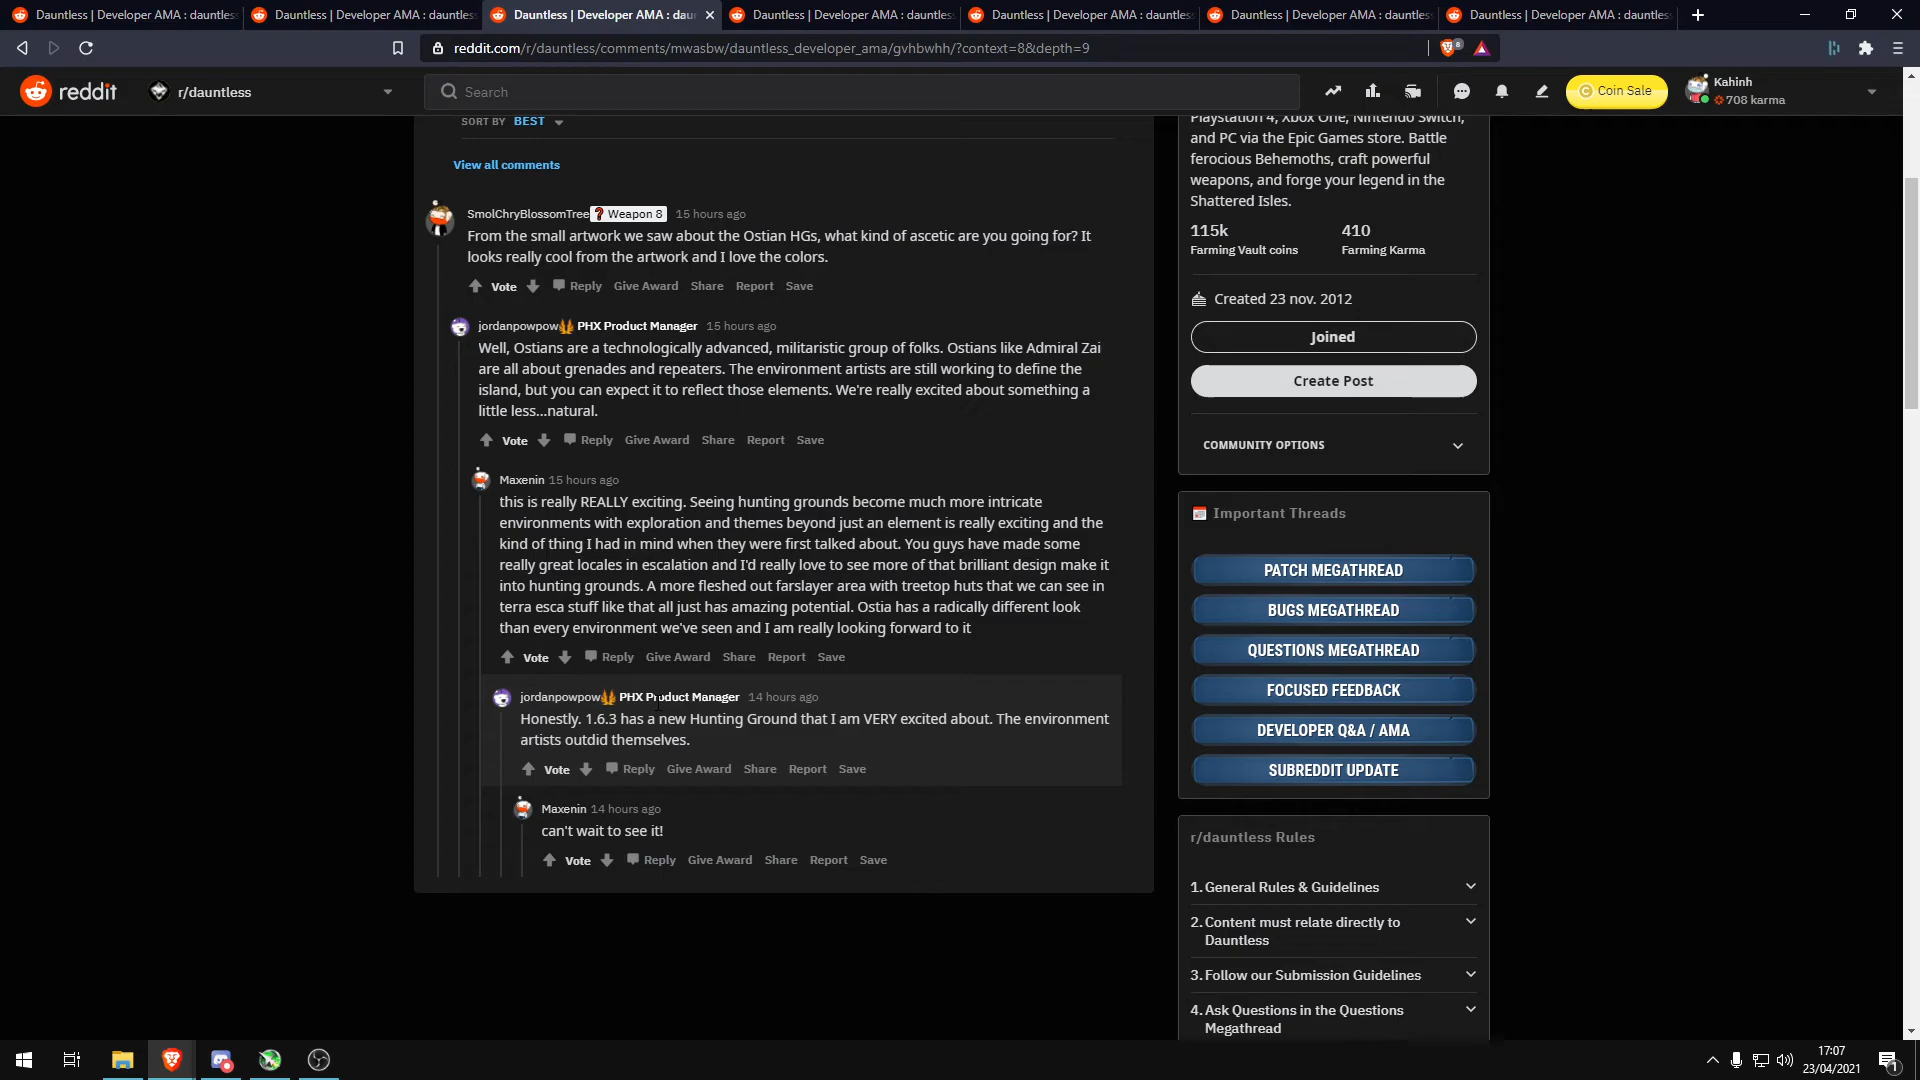 Dauntless | Developer AMA : dauntless
Dauntless | Developer AMA : dauntless
Dauntless | Developer AMA : dau
Dauntless | Developer AMA : dauntless
Dauntless | Developer AMA : dauntless
Dauntless | Developer AMA : dauntless
Dauntless | Developer AMA : dauntless
reddit.com/r/dauntless/comments/mwasbw/dauntless_developer_ama/gvhbwhh/?context=8&depth=9
8
reddit
r/dauntless
Search
Coin Sale
Kahinh
708 karma
SORT BY BEST
View all comments
SmolChryBlossomTree ? Weapon 8 15 hours ago
From the small artwork we saw about the Ostian HGs, what kind of ascetic are you going for? It
looks really cool from the artwork and I love the colors.
Vote Reply Give Award Share Report Save
jordanpowpow PHX Product Manager 15 hours ago
Well, Ostians are a technologically advanced, militaristic group of folks. Ostians like Admiral Zai
are all about grenades and repeaters. The environment artists are still working to define the
island, but you can expect it to reflect those elements. We're really excited about something a
little less...natural.
Vote Reply Give Award Share Report Save
Maxenin 15 hours ago
this is really REALLY exciting. Seeing hunting grounds become much more intricate
environments with exploration and themes beyond just an element is really exciting and the
kind of thing I had in mind when they were first talked about. You guys have made some
really great locales in escalation and I'd really love to see more of that brilliant design make it
into hunting grounds. A more fleshed out farslayer area with treetop huts that we can see in
terra esca stuff like that all just has amazing potential. Ostia has a radically different look
than every environment we've seen and I am really looking forward to it
Vote Reply Give Award Share Report Save
jordanpowpow PHX Product Manager 14 hours ago
Honestly. 1.6.3 has a new Hunting Ground that I am VERY excited about. The environment
artists outdid themselves.
Vote Reply Give Award Share Report Save
Maxenin 14 hours ago
can't wait to see it!
Vote Reply Give Award Share Report Save
Playstation 4, Xbox One, Nintendo Switch,
and PC via the Epic Games store. Battle
ferocious Behemoths, craft powerful
weapons, and forge your legend in the
Shattered Isles.
115k 410
Farming Vault coins Farming Karma
Created 23 nov. 2012
Joined
Create Post
COMMUNITY OPTIONS
Important Threads
PATCH MEGATHREAD
BUGS MEGATHREAD
QUESTIONS MEGATHREAD
FOCUSED FEEDBACK
DEVELOPER Q&A / AMA
SUBREDDIT UPDATE
r/dauntless Rules
1. General Rules & Guidelines
2. Content must relate directly to
Dauntless
3. Follow our Submission Guidelines
4. Ask Questions in the Questions
Megathread
17:07
23/04/2021
1